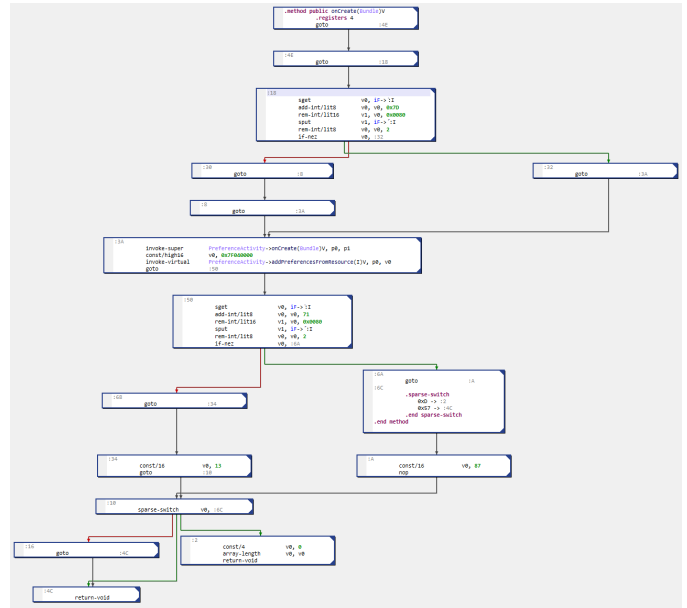 .method public onCreate(Bundle)V
.registers 4
goto :4E
:4E
goto :18
:18
sget v0, iF->ˊ:I
add-int/lit8 v0, v0, 0x7D
rem-int/lit16 v1, v0, 0x0080
sput v1, iF->ˋ:I
rem-int/lit8 v0, v0, 2
if-nez v0, :32
:30
goto :8
:32
goto :3A
:8
goto :3A
:3A
invoke-super PreferenceActivity->onCreate(Bundle)V, p0, p1
const/high16 v0, 0x7F040000
invoke-virtual PreferenceActivity->addPreferencesFromResource(I)V, p0, v0
goto :50
:50
sget v0, iF->ˋ:I
add-int/lit8 v0, v0, 71
rem-int/lit16 v1, v0, 0x0080
sput v1, iF->ˊ:I
rem-int/lit8 v0, v0, 2
if-nez v0, :6A
:6A
goto :A
:6C
.sparse-switch
0xD -> :2
0x57 -> :4C
.end sparse-switch
.end method
:68
goto :34
:34
const/16 v0, 13
goto :10
:A
const/16 v0, 87
nop
:10
sparse-switch v0, :6C
:16
goto :4C
:2
const/4 v0, 0
array-length v0, v0
return-void
:4C
return-void